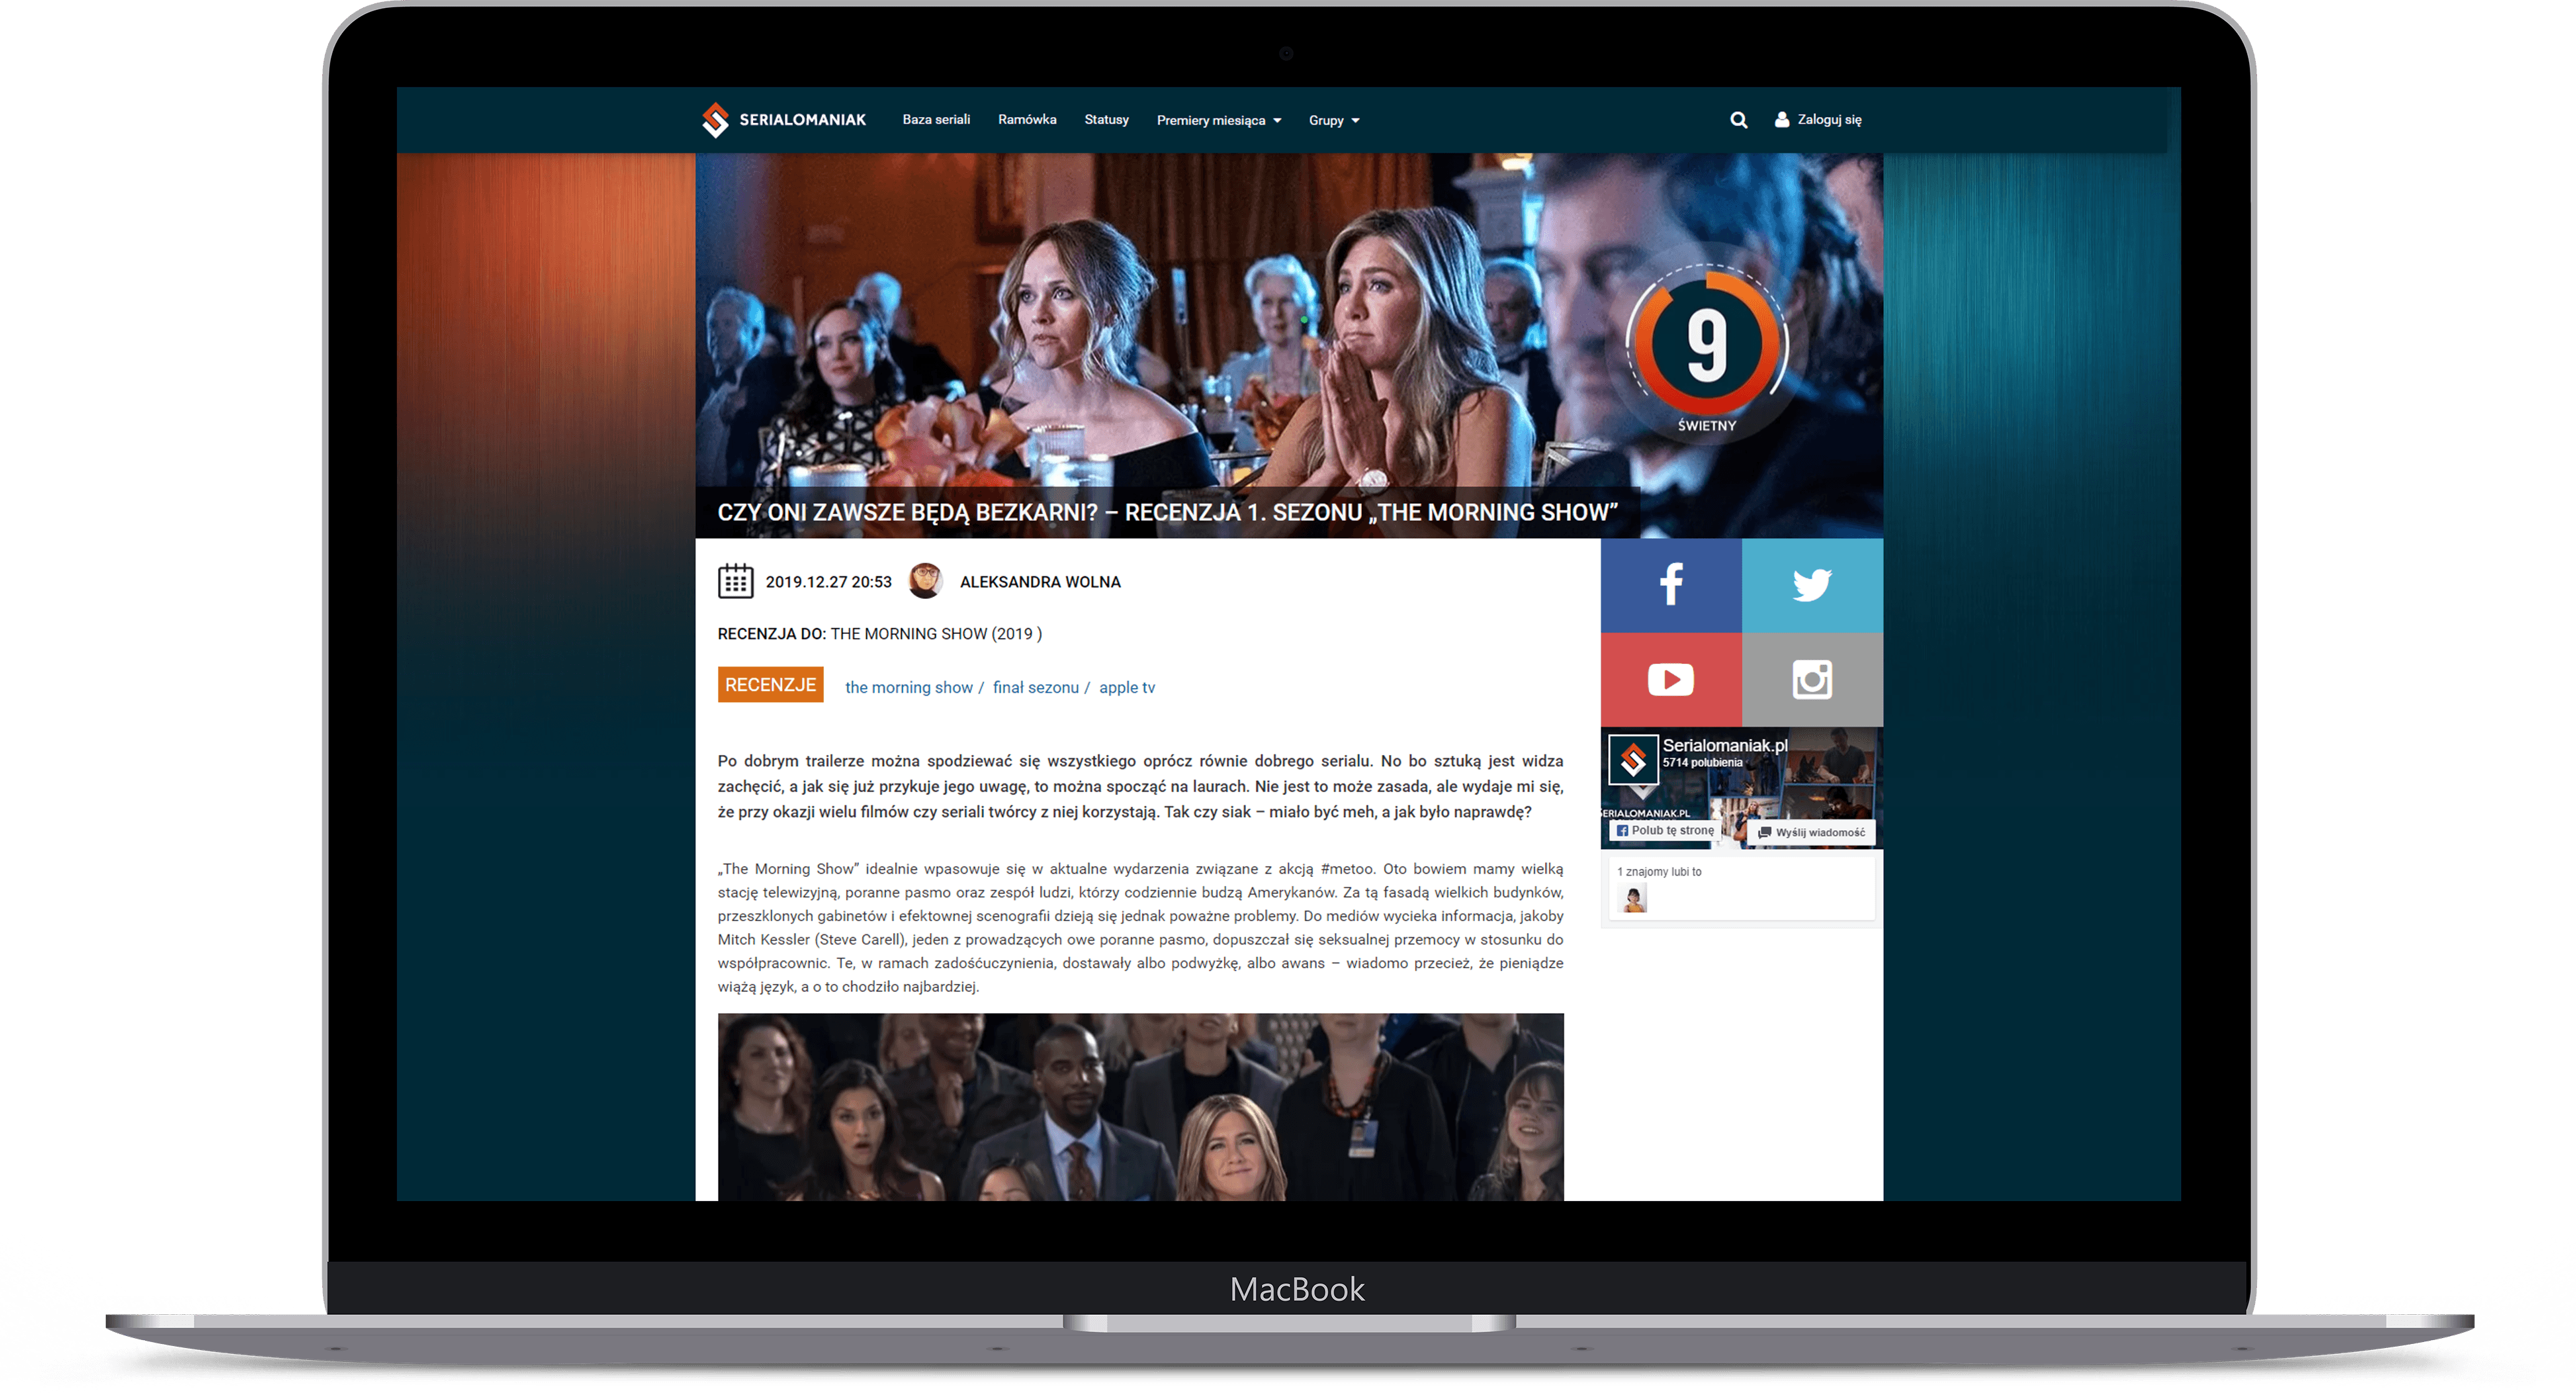 SERIALOMANIAK Baza seriali Ramówka Statusy Premiery miesiąca Grupy Zaloguj się
9
ŚWIETNY
CZY ONI ZAWSZE BĘDĄ BEZKARNI? – RECENZJA 1. SEZONU „THE MORNING SHOW”
2019.12.27 20:53 ALEKSANDRA WOLNA
RECENZJA DO: THE MORNING SHOW (2019 )
RECENZJE the morning show / finał sezonu / apple tv
Po dobrym trailerze można spodziewać się wszystkiego oprócz równie dobrego serialu. No bo sztuką jest widza
zachęcić, a jak się już przykuje jego uwagę, to można spocząć na laurach. Nie jest to może zasada, ale wydaje mi się,
że przy okazji wielu filmów czy seriali twórcy z niej korzystają. Tak czy siak – miało być meh, a jak było naprawdę?
„The Morning Show” idealnie wpasowuje się w aktualne wydarzenia związane z akcją #metoo. Oto bowiem mamy wielką
stację telewizyjną, poranne pasmo oraz zespół ludzi, którzy codziennie budzą Amerykanów. Za tą fasadą wielkich budynków,
przeszklonych gabinetów i efektownej scenografii dzieją się jednak poważne problemy. Do mediów wycieka informacja, jakoby
Mitch Kessler (Steve Carell), jeden z prowadzących owe poranne pasmo, dopuszczał się seksualnej przemocy w stosunku do
współpracownic. Te, w ramach zadośćuczynienia, dostawały albo podwyżkę, albo awans – wiadomo przecież, że pieniądze
wiążą język, a o to chodziło najbardziej.
Serialomaniak.pl
5714 polubienia
SERIALOMANIAK.PL
Polub tę stronę Wyślij wiadomość
1 znajomy lubi to
MacBook